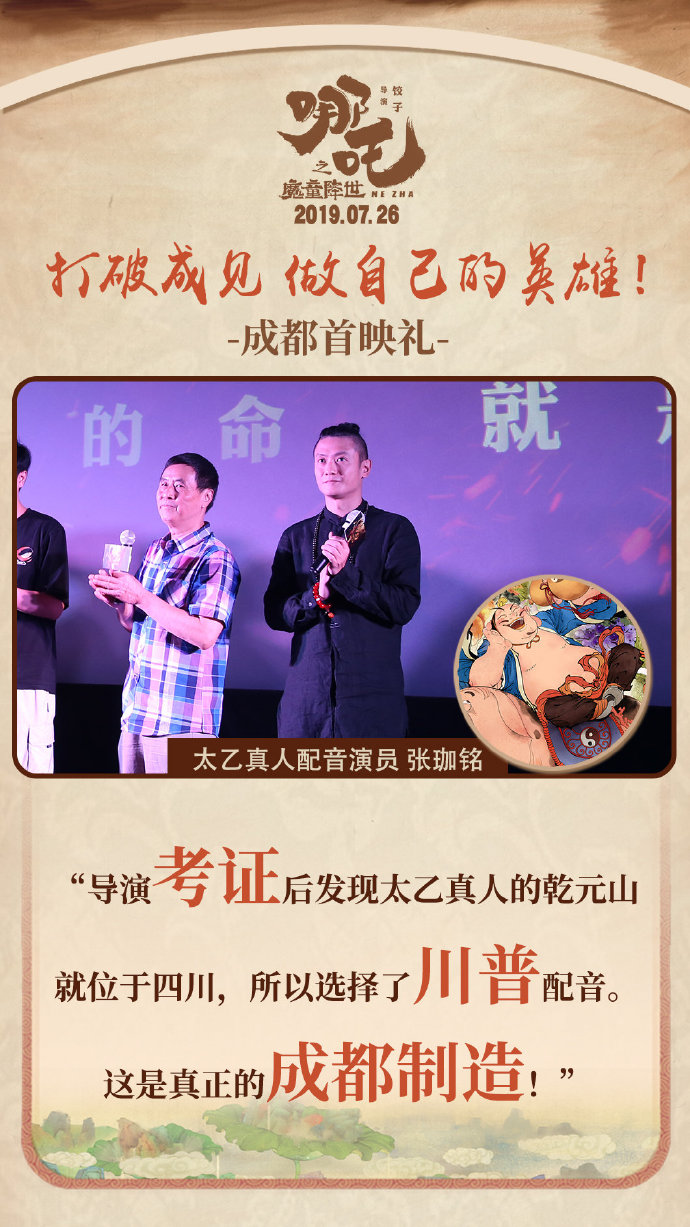 导演 饺子
哪吒
之
魔童降世 NE ZHA
2019.07.26
打破成见 做自己的英雄！
-成都首映礼-
的 命 就
太乙真人配音演员 张珈铭
“导演考证后发现太乙真人的乾元山
就位于四川，所以选择了川普配音。
这是真正的成都制造！”